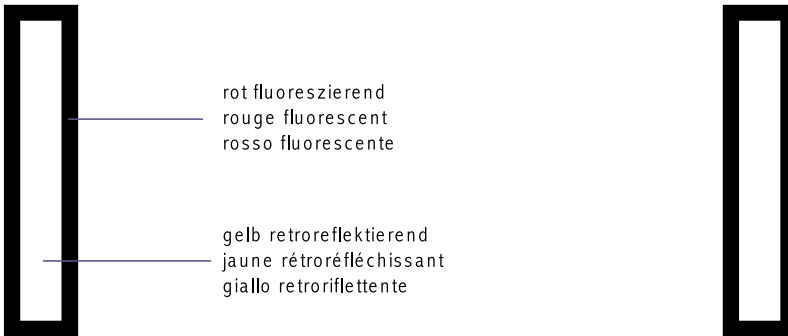 rot fluoreszierend
rouge fluorescent
rosso fluorescente
gelb retroreflektierend
jaune rétroréfléchissant
giallo retroriflettente